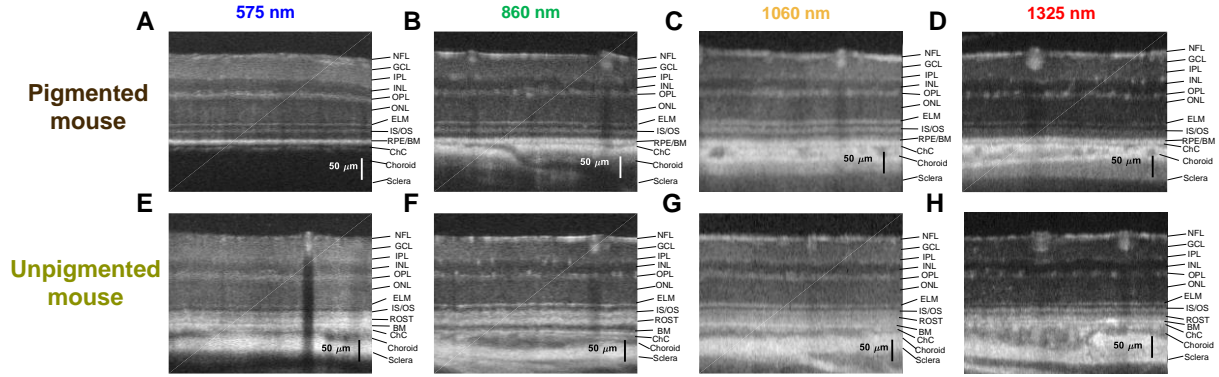 575 nm
860 nm
1060 nm
1325 nm
Pigmented
mouse
A
NFL
GCL
IPL
INL
OPL
ONL
ELM
IS/OS
RPE/BM
ChC
Choroid
Sclera
50 μm
B
NFL
GCL
IPL
INL
OPL
ONL
ELM
IS/OS
RPE/BM
ChC
Choroid
Sclera
50 μm
C
NFL
GCL
IPL
INL
OPL
ONL
ELM
IS/OS
RPE/BM
ChC
Choroid
Sclera
50 μm
D
NFL
GCL
IPL
INL
OPL
ONL
ELM
IS/OS
RPE/BM
ChC
Choroid
Sclera
50 μm
Unpigmented
mouse
E
NFL
GCL
IPL
INL
OPL
ONL
ELM
IS/OS
ROST
BM
ChC
Choroid
Sclera
50 μm
F
NFL
GCL
IPL
INL
OPL
ONL
ELM
IS/OS
ROST
BM
ChC
Choroid
Sclera
50 μm
G
NFL
GCL
IPL
INL
OPL
ONL
ELM
IS/OS
ROST
BM
ChC
Choroid
Sclera
50 μm
H
NFL
GCL
IPL
INL
OPL
ONL
ELM
IS/OS
ROST
BM
ChC
Choroid
Sclera
50 μm